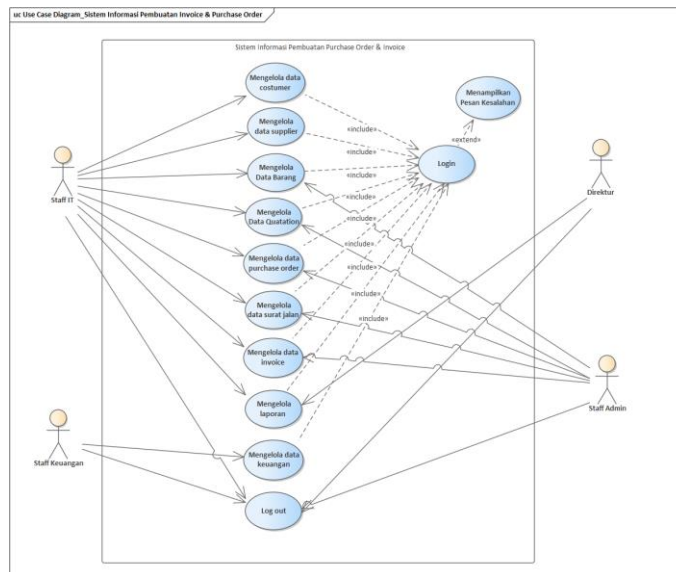 uc Use Case Diagram_Sistem Informasi Pembuatan Invoice & Purchase Order
Sistem Informasi Pembuatan Purchase Order & Invoice
Mengelola data
costumer
Menampilkan
Pesan Kesalahan
Mengelola
data supplier
«include»
«include»
«extend»
Login
Staff IT
Mengelola
Data Barang
«include»
Direktur
Mengelola
Data Quatation
«include»
«include»
Mengelola data
purchase order
«include»
«include»
Mengelola
data surat jalan
«include»
Mengelola data
invoice
Mengelola
laporan
Staff Admin
Staff Keuangan
Mengelola data
keuangan
Log out